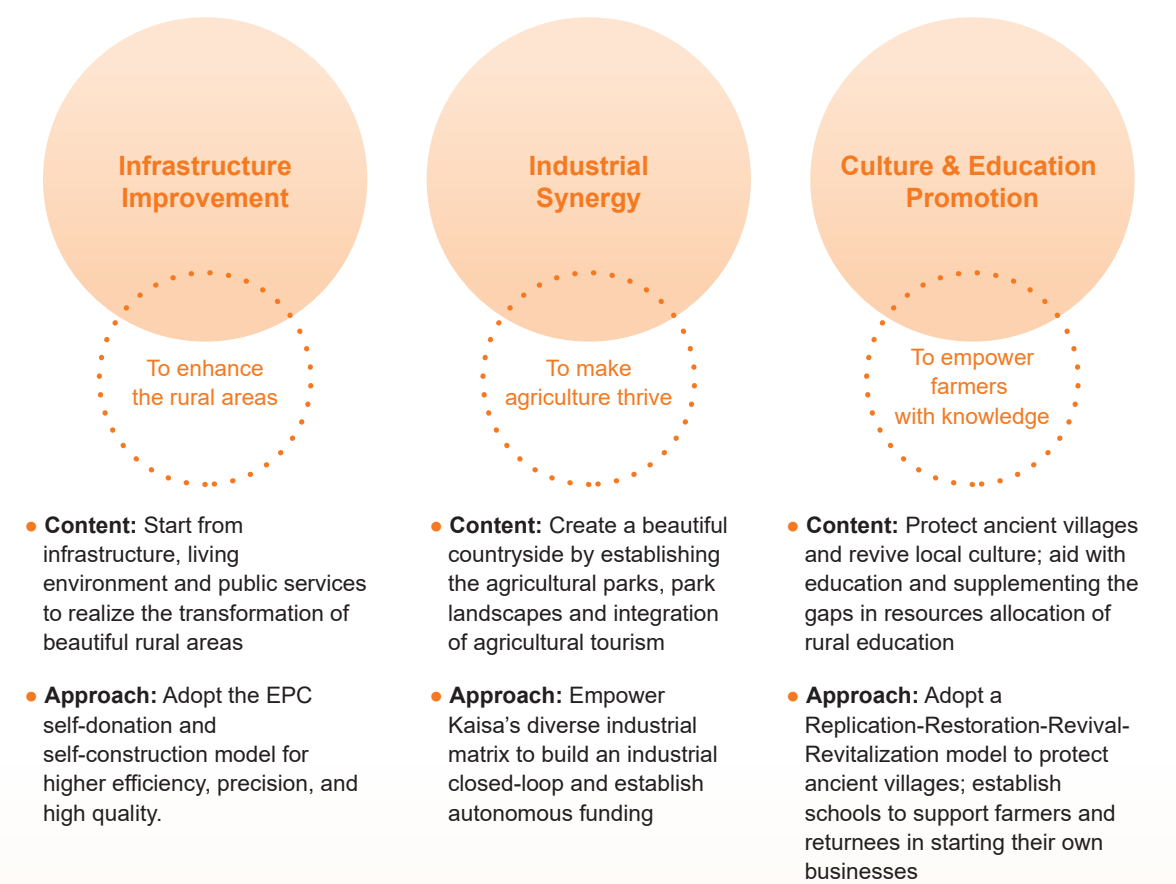 Infrastructure
Improvement
To enhance
the rural areas
● Content: Start from
infrastructure, living
environment and public services
to realize the transformation of
beautiful rural areas
● Approach: Adopt the EPC
self-donation and
self-construction model for
higher efficiency, precision, and
high quality.
Industrial
Synergy
To make
agriculture thrive
● Content: Create a beautiful
countryside by establishing
the agricultural parks, park
landscapes and integration
of agricultural tourism
● Approach: Empower
Kaisa’s diverse industrial
matrix to build an industrial
closed-loop and establish
autonomous funding
Culture & Education
Promotion
To empower
farmers
with knowledge
● Content: Protect ancient villages
and revive local culture; aid with
education and supplementing the
gaps in resources allocation of
rural education
● Approach: Adopt a
Replication-Restoration-Revival-
Revitalization model to protect
ancient villages; establish
schools to support farmers and
returnees in starting their own
businesses